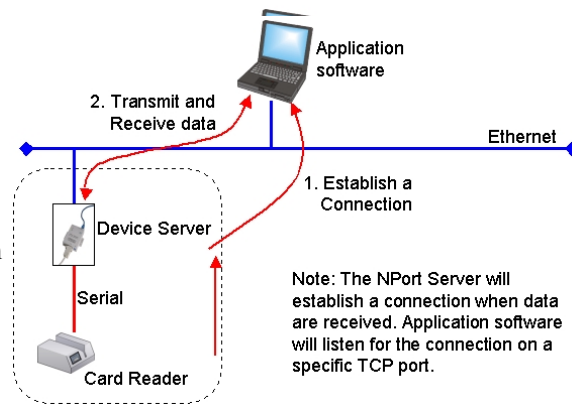 Application
software
2. Transmit and
Receive data
Ethernet
1. Establish a
Connection
Device Server
Serial
Card Reader
Note: The NPort Server will
establish a connection when data
are received. Application software
will listen for the connection on a
specific TCP port.